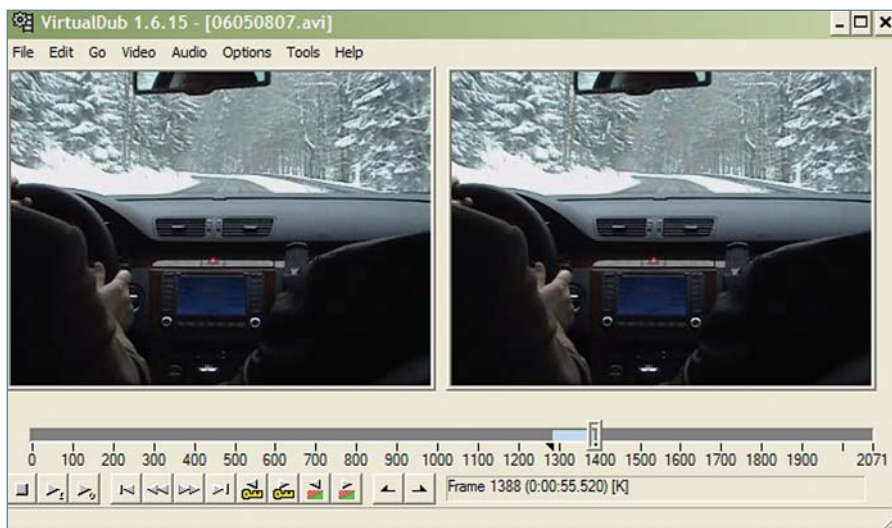 VirtualDub 1.6.15 - [06050807.avi]
File Edit Go Video Audio Options Tools Help
0 100 200 300 400 500 600 700 800 900 1000 1100 1200 1300 1400 1500 1600 1700 1800 1900 2071
Frame 1388 (0:00:55.520) [K]